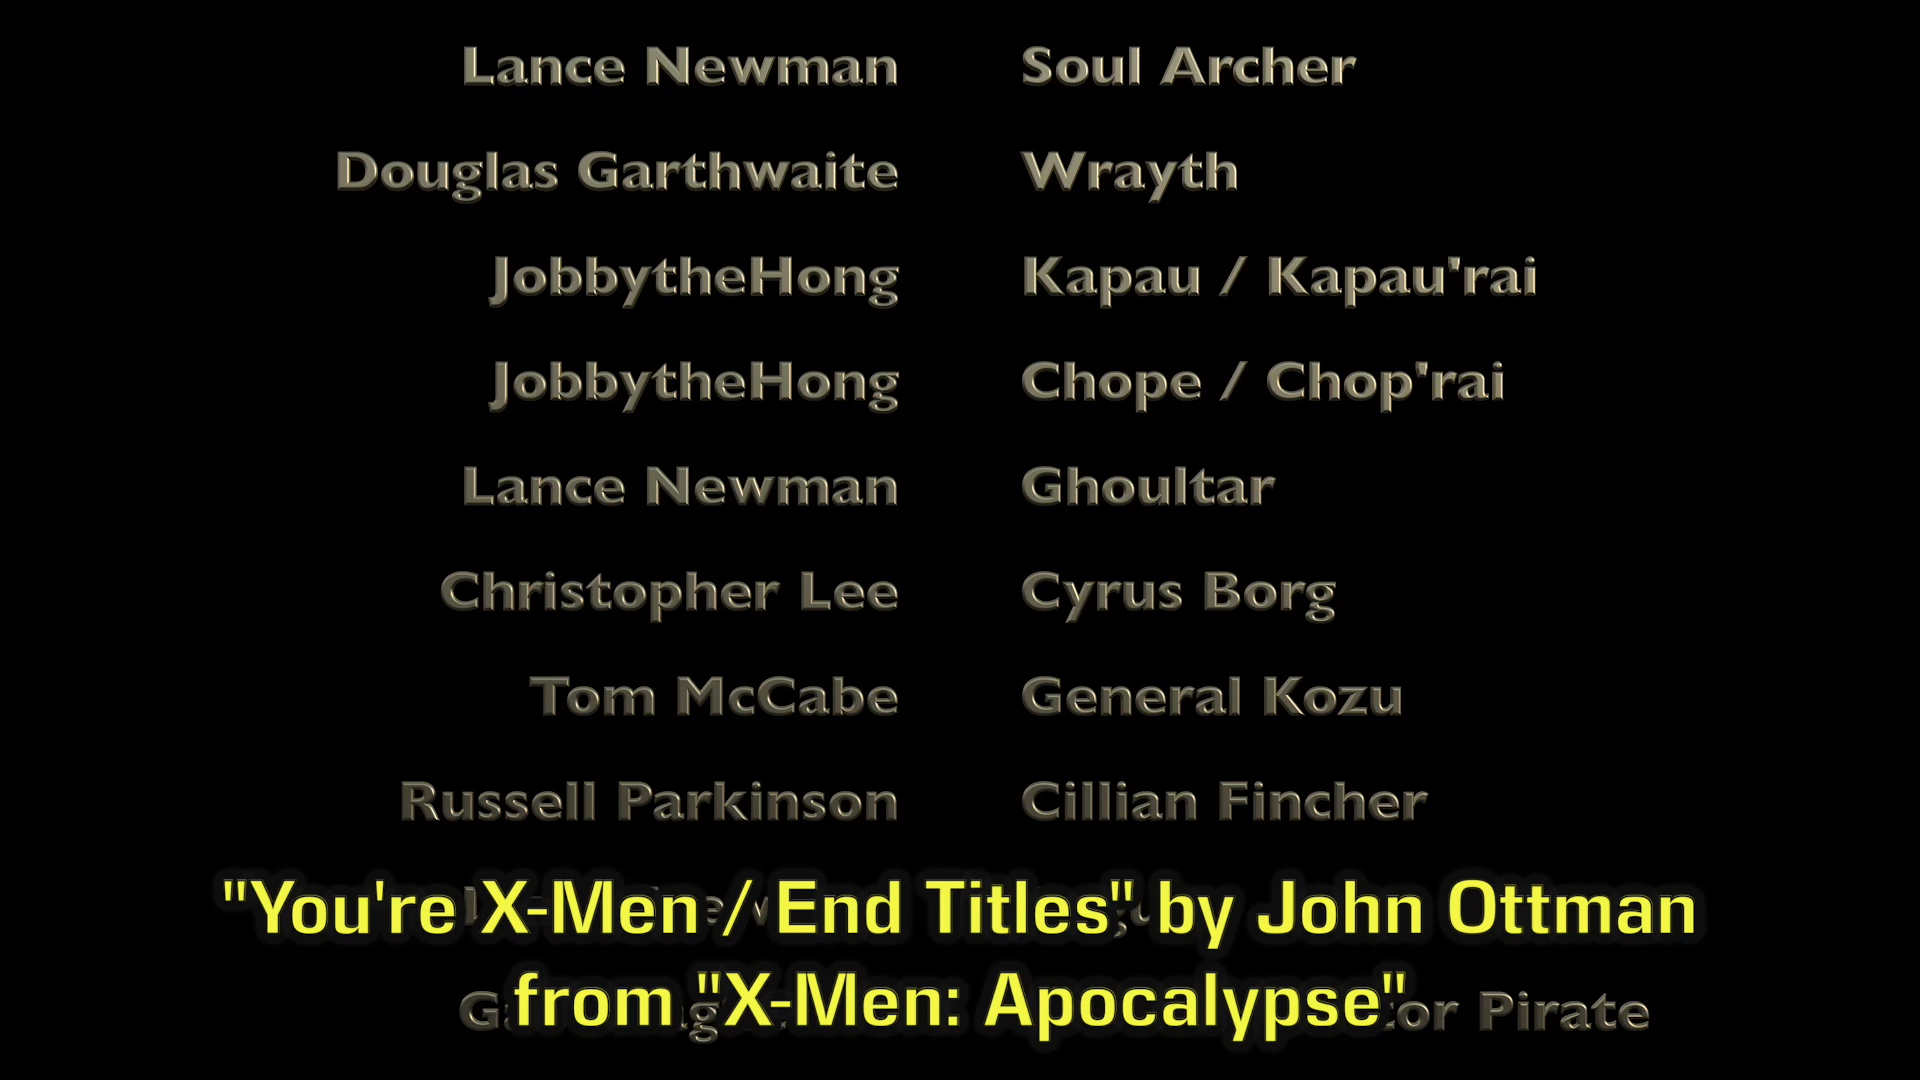 Lance Newman Soul Archer
Douglas Garthwaite Wrayth
JobbytheHong Kapau / Kapau'rai
JobbytheHong Chope / Chop'rai
Lance Newman Ghoultar
Christopher Lee Cyrus Borg
Tom McCabe General Kozu
Russell Parkinson Cillian Fincher
"You're X-Men / End Titles" by John Ottman
from "X-Men: Apocalypse"
Pirate